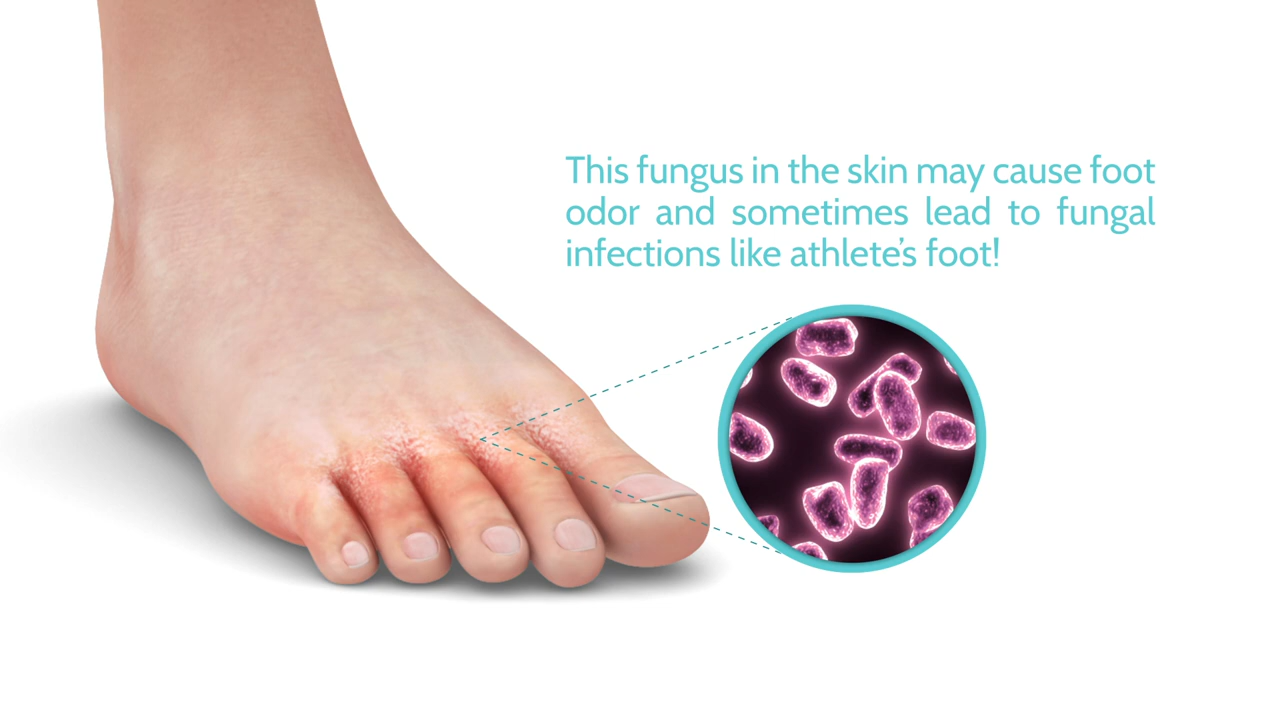 This fungus in the skin may cause foot
odor and sometimes lead to fungal
infections like athlete’s foot!